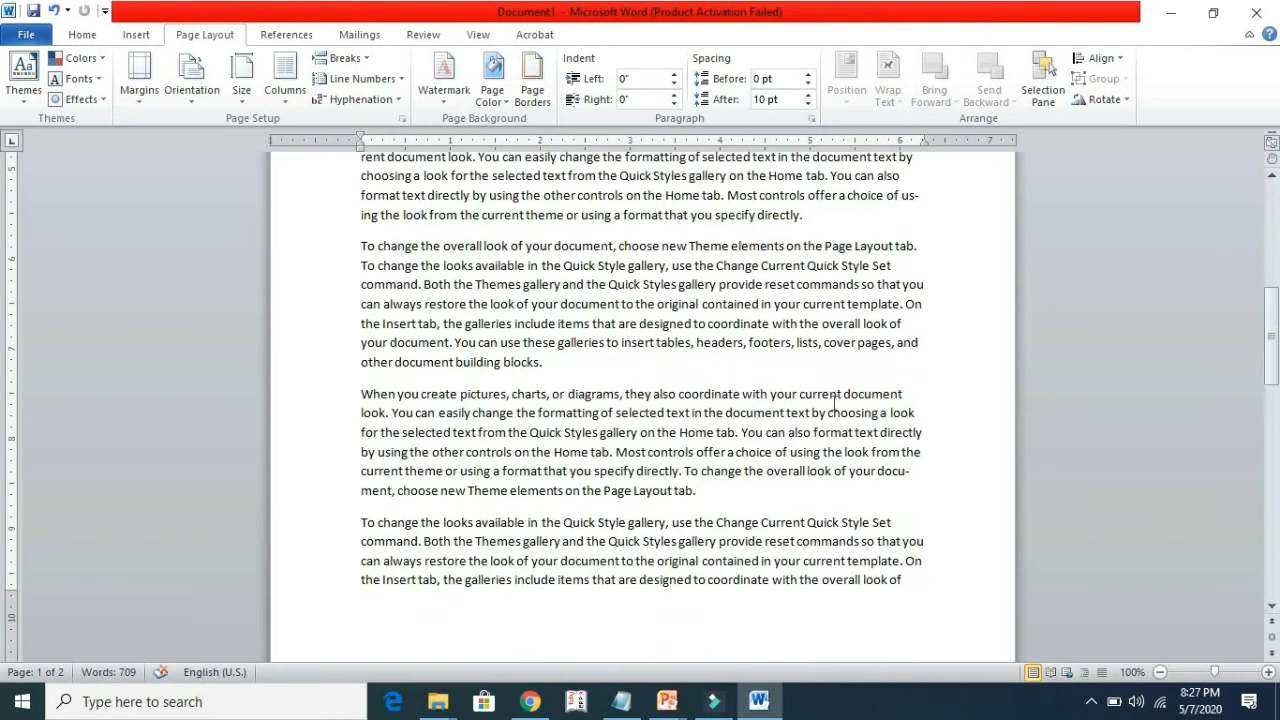 Document1 - Microsoft Word (Product Activation Failed)
File Home Insert Page Layout References Mailings Review View Acrobat
Themes
Colors
Fonts
Effects
Themes
Margins Orientation Size Columns
Breaks
Line Numbers
Hyphenation
Page Setup
Watermark Page Color Page Borders
Page Background
Indent
Left: 0"
Right: 0"
Spacing
Before: 0 pt
After: 10 pt
Paragraph
Position Wrap Text Bring Forward Send Backward Selection Pane
Align
Group
Rotate
Arrange
1 2 3 4 5 6 7
rent document look. You can easily change the formatting of selected text in the document text by
choosing a look for the selected text from the Quick Styles gallery on the Home tab. You can also
format text directly by using the other controls on the Home tab. Most controls offer a choice of us-
ing the look from the current theme or using a format that you specify directly.
To change the overall look of your document, choose new Theme elements on the Page Layout tab.
To change the looks available in the Quick Style gallery, use the Change Current Quick Style Set
command. Both the Themes gallery and the Quick Styles gallery provide reset commands so that you
can always restore the look of your document to the original contained in your current template. On
the Insert tab, the galleries include items that are designed to coordinate with the overall look of
your document. You can use these galleries to insert tables, headers, footers, lists, cover pages, and
other document building blocks.
When you create pictures, charts, or diagrams, they also coordinate with your current document
look. You can easily change the formatting of selected text in the document text by choosing a look
for the selected text from the Quick Styles gallery on the Home tab. You can also format text directly
by using the other controls on the Home tab. Most controls offer a choice of using the look from the
current theme or using a format that you specify directly. To change the overall look of your docu-
ment, choose new Theme elements on the Page Layout tab.
To change the looks available in the Quick Style gallery, use the Change Current Quick Style Set
command. Both the Themes gallery and the Quick Styles gallery provide reset commands so that you
can always restore the look of your document to the original contained in your current template. On
the Insert tab, the galleries include items that are designed to coordinate with the overall look of
Page: 1 of 2 Words: 709 English (U.S.) 100%
Type here to search
8:27 PM
5/7/2020